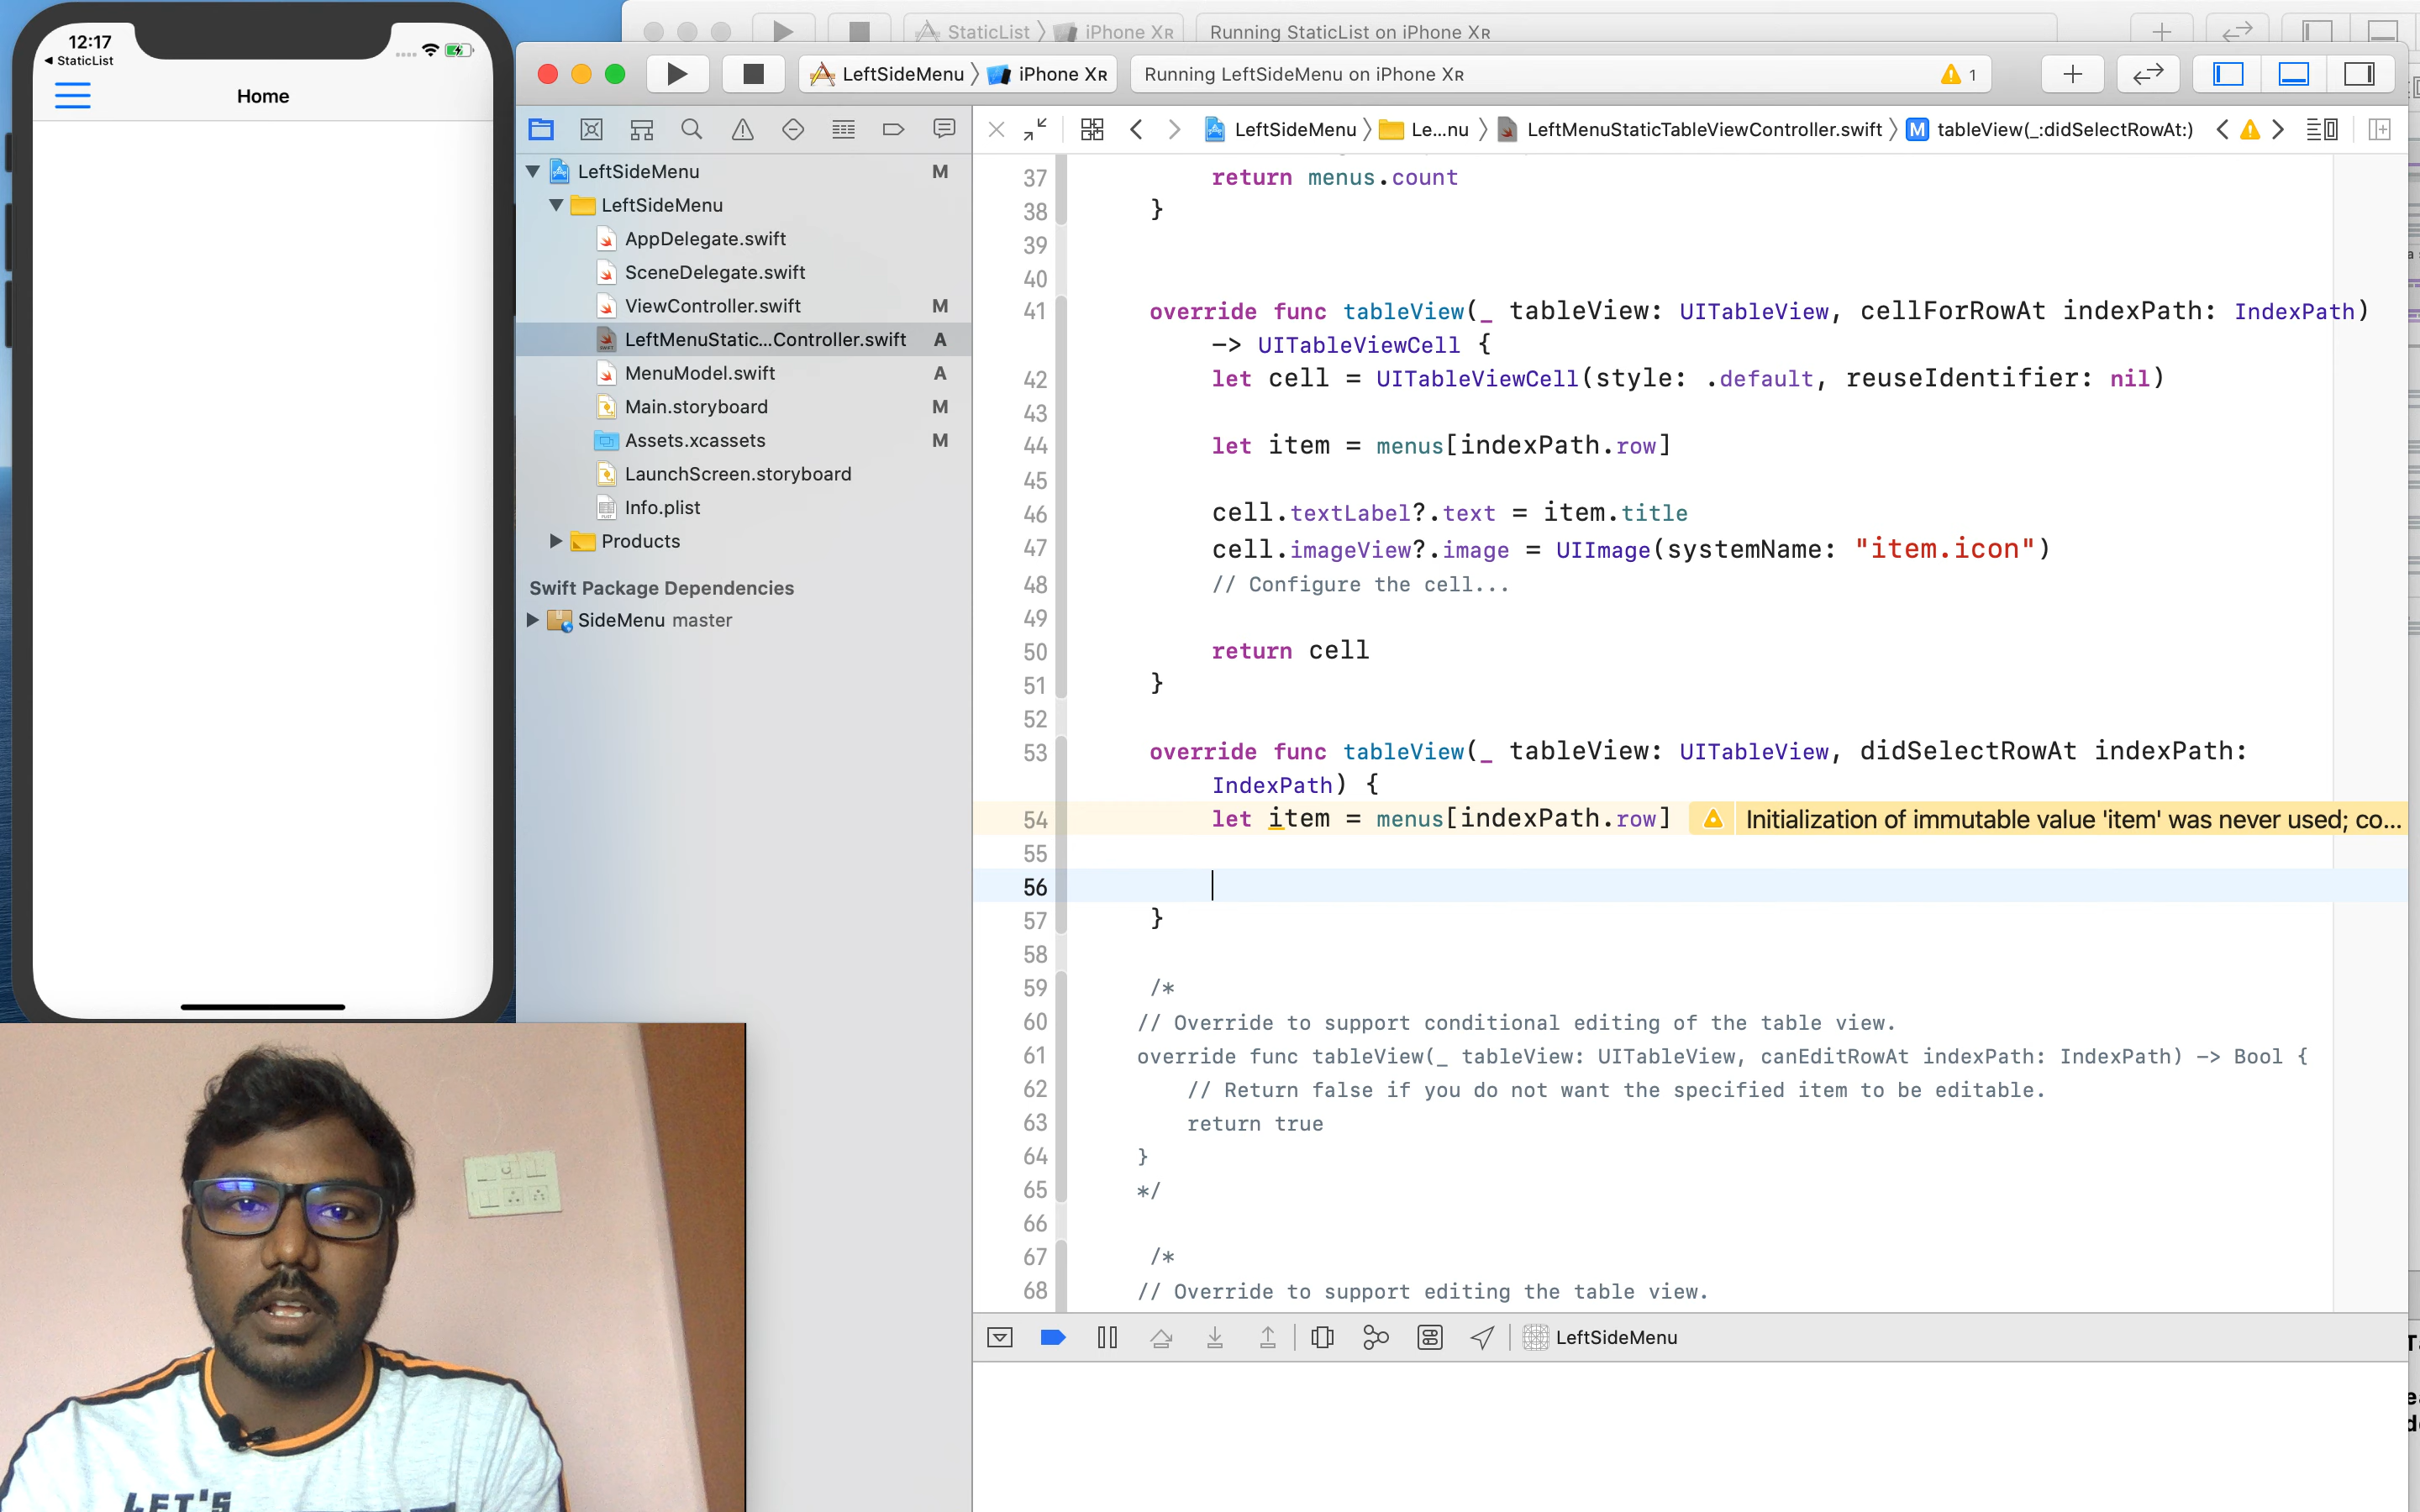 12:17
StaticList
Home
StaticList
iPhone XR
Running StaticList on iPhone XR
LeftSideMenu
iPhone XR
Running LeftSideMenu on iPhone XR
1
LeftSideMenu
Le...nu
LeftMenuStaticTableViewController.swift
M
tableView(_:didSelectRowAt:)
LeftSideMenu M
LeftSideMenu
AppDelegate.swift
SceneDelegate.swift
ViewController.swift M
LeftMenuStatic...Controller.swift A
MenuModel.swift A
Main.storyboard M
Assets.xcassets M
LaunchScreen.storyboard
Info.plist
Products
Swift Package Dependencies
SideMenu master
37 return menus.count
38 }
39
40
41 override func tableView(_ tableView: UITableView, cellForRowAt indexPath: IndexPath)
-> UITableViewCell {
42 let cell = UITableViewCell(style: .default, reuseIdentifier: nil)
43
44 let item = menus[indexPath.row]
45
46 cell.textLabel?.text = item.title
47 cell.imageView?.image = UIImage(systemName: "item.icon")
48 // Configure the cell...
49
50 return cell
51 }
52
53 override func tableView(_ tableView: UITableView, didSelectRowAt indexPath:
IndexPath) {
54 let item = menus[indexPath.row] Initialization of immutable value 'item' was never used; co...
55
56
57 }
58
59 /*
60 // Override to support conditional editing of the table view.
61 override func tableView(_ tableView: UITableView, canEditRowAt indexPath: IndexPath) -> Bool {
62 // Return false if you do not want the specified item to be editable.
63 return true
64 }
65 */
66
67 /*
68 // Override to support editing the table view.
LeftSideMenu
LET'S